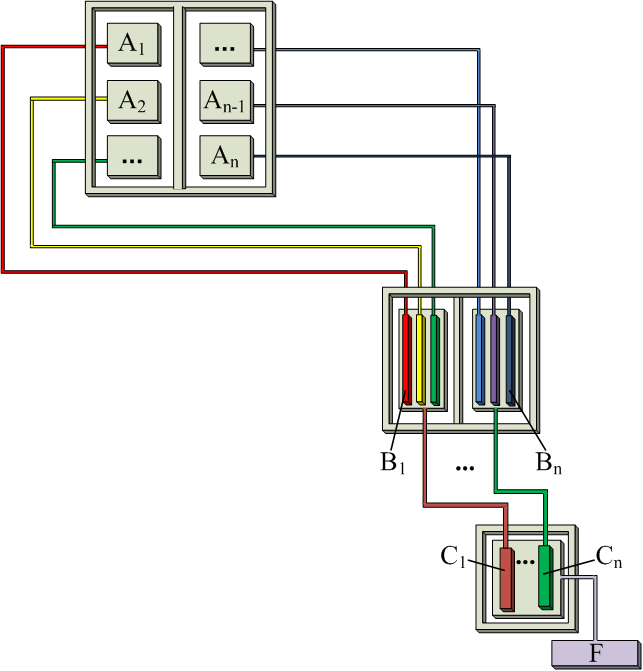 A₁ ...
A₂ Aₙ₋₁
... Aₙ
B₁ ... Bₙ
C₁ ... Cₙ
F